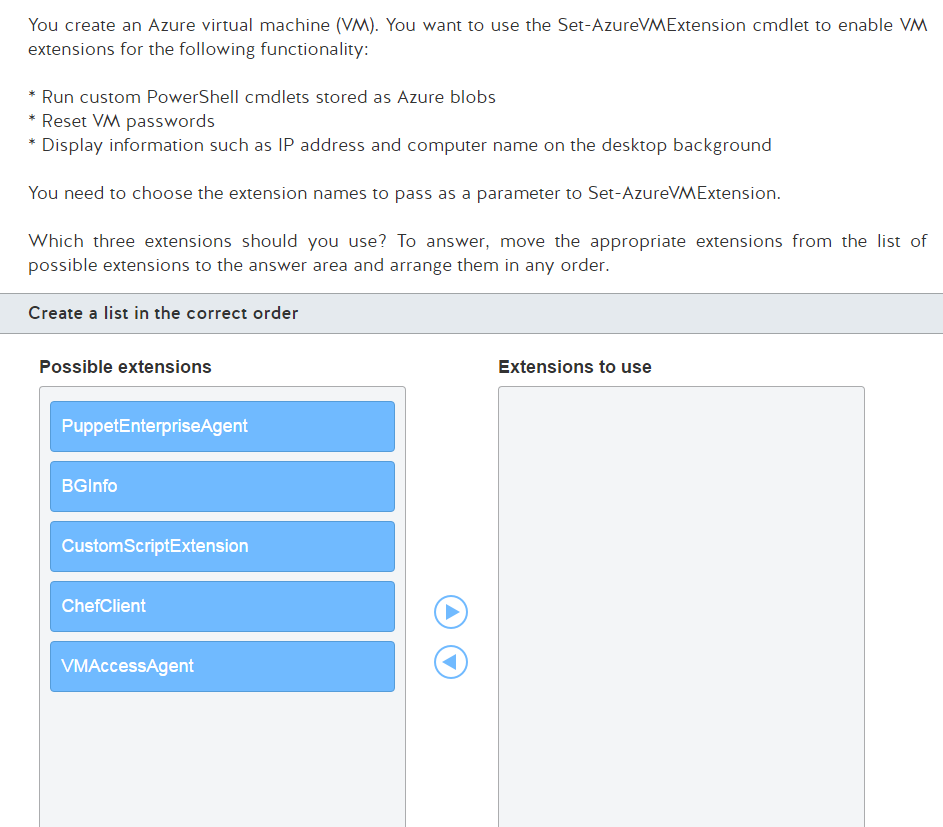 You create an Azure virtual machine (VM). You want to use the Set-AzureVMExtension cmdlet to enable VM
extensions for the following functionality:
* Run custom PowerShell cmdlets stored as Azure blobs
* Reset VM passwords
* Display information such as IP address and computer name on the desktop background
You need to choose the extension names to pass as a parameter to Set-AzureVMExtension.
Which three extensions should you use? To answer, move the appropriate extensions from the list of
possible extensions to the answer area and arrange them in any order.
Create a list in the correct order
Possible extensions
Extensions to use
PuppetEnterpriseAgent
BGInfo
CustomScriptExtension
ChefClient
VMAccessAgent